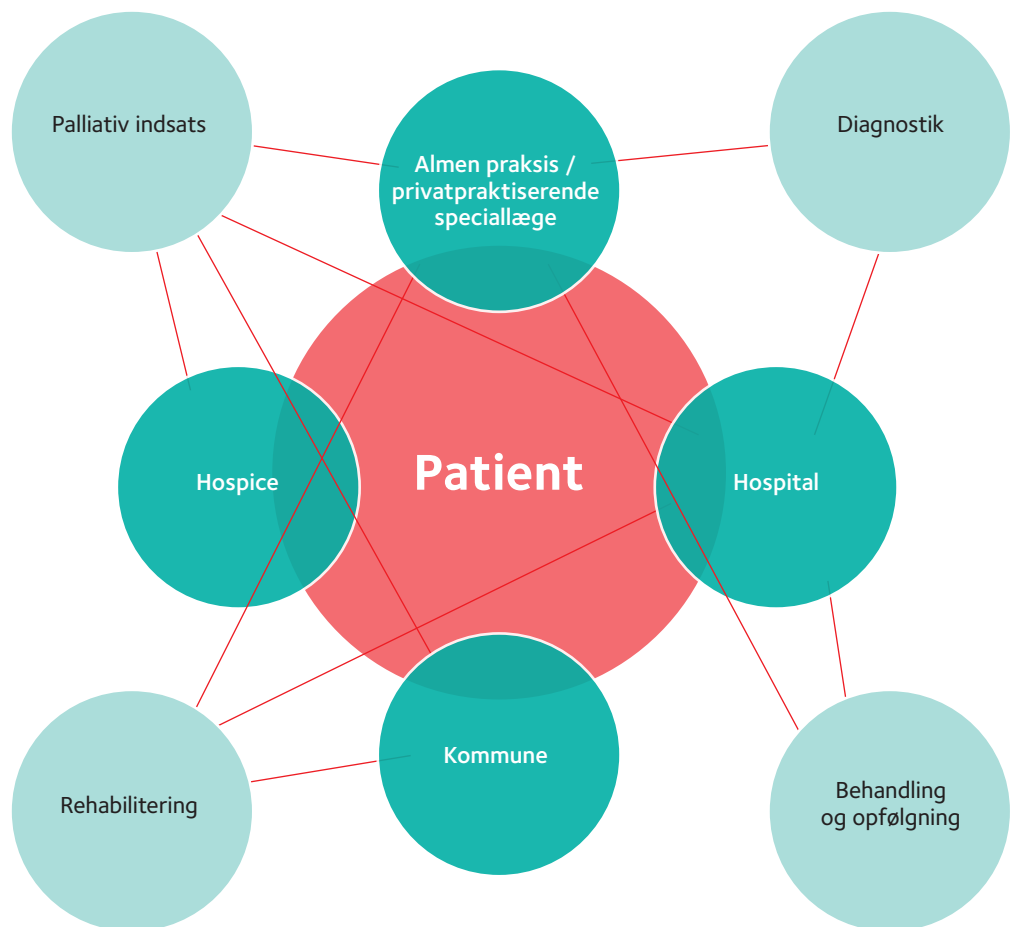 Palliativ indsats
Almen praksis /
privatpraktiserende
speciallæge
Diagnostik
Hospice
Patient
Hospital
Rehabilitering
Kommune
Behandling
og opfølgning